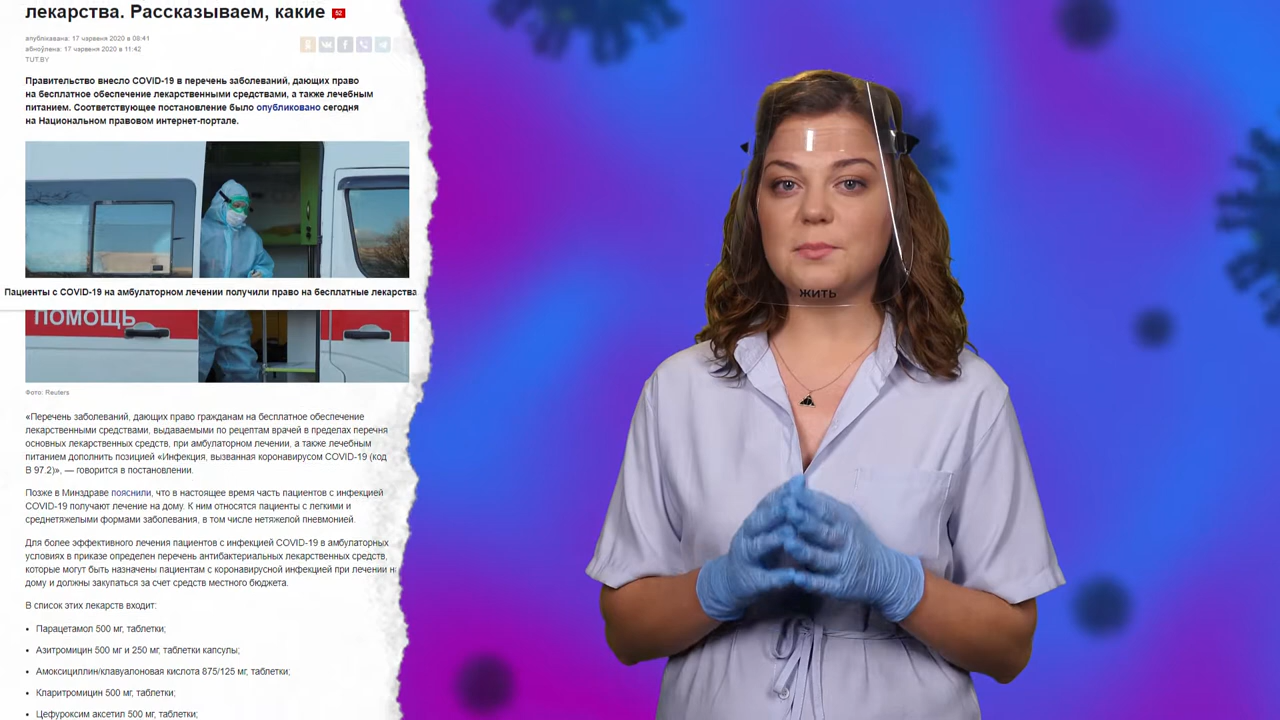 лекарства. Рассказываем, какие 52
апублікавана: 17 чэрвеня 2020 в 08:41
абноўлена: 17 чэрвеня 2020 в 11:42
TUT.BY
Правительство внесло COVID-19 в перечень заболеваний, дающих право
на бесплатное обеспечение лекарственными средствами, а также лечебным
питанием. Соответствующее постановление было опубликовано сегодня
на Национальном правовом интернет-портале.
Пациенты с COVID-19 на амбулаторном лечении получили право на бесплатные лекарства
ПОМОЩЬ
Фото: Reuters
«Перечень заболеваний, дающих право гражданам на бесплатное обеспечение
лекарственными средствами, выдаваемыми по рецептам врачей в пределах перечня
основных лекарственных средств, при амбулаторном лечении, а также лечебным
питанием дополнить позицией «Инфекция, вызванная коронавирусом COVID-19 (код
В 97.2)», — говорится в постановлении.
Позже в Минздраве пояснили, что в настоящее время часть пациентов с инфекцией
COVID-19 получают лечение на дому. К ним относятся пациенты с легкими и
среднетяжелыми формами заболевания, в том числе нетяжелой пневмонией.
Для более эффективного лечения пациентов с инфекцией COVID-19 в амбулаторных
условиях в приказе определен перечень антибактериальных лекарственных средств,
которые могут быть назначены пациентам с коронавирусной инфекцией при лечении н
дому и должны закупаться за счет средств местного бюджета.
В список этих лекарств входит:
• Парацетамол 500 мг, таблетки;
• Азитромицин 500 мг и 250 мг, таблетки капсулы;
• Амоксициллин/клавуалоновая кислота 875/125 мг, таблетки;
• Кларитромицин 500 мг, таблетки;
• Цефуроксим аксетил 500 мг, таблетки;
ЖИТЬ